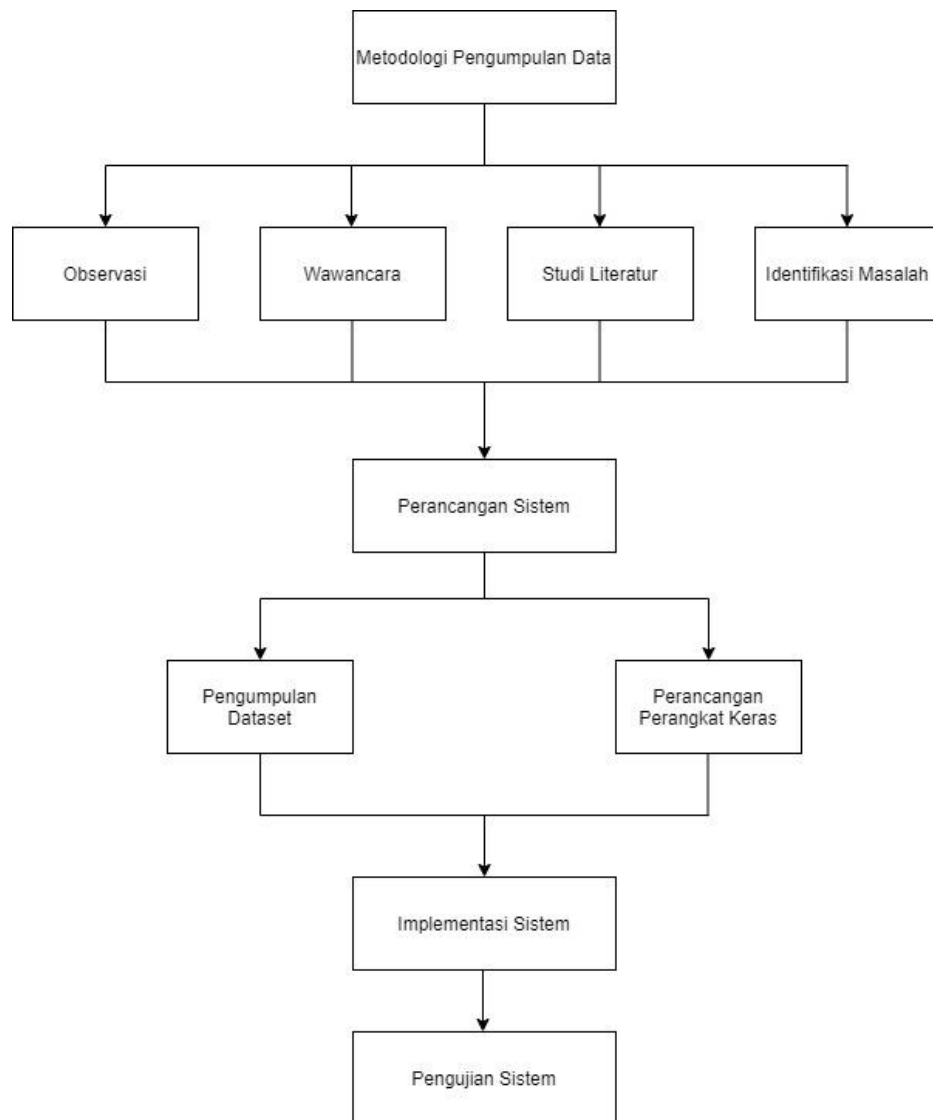 Metodologi Pengumpulan Data
Observasi
Wawancara
Studi Literatur
Identifikasi Masalah
Perancangan Sistem
Pengumpulan
Dataset
Perancangan
Perangkat Keras
Implementasi Sistem
Pengujian Sistem